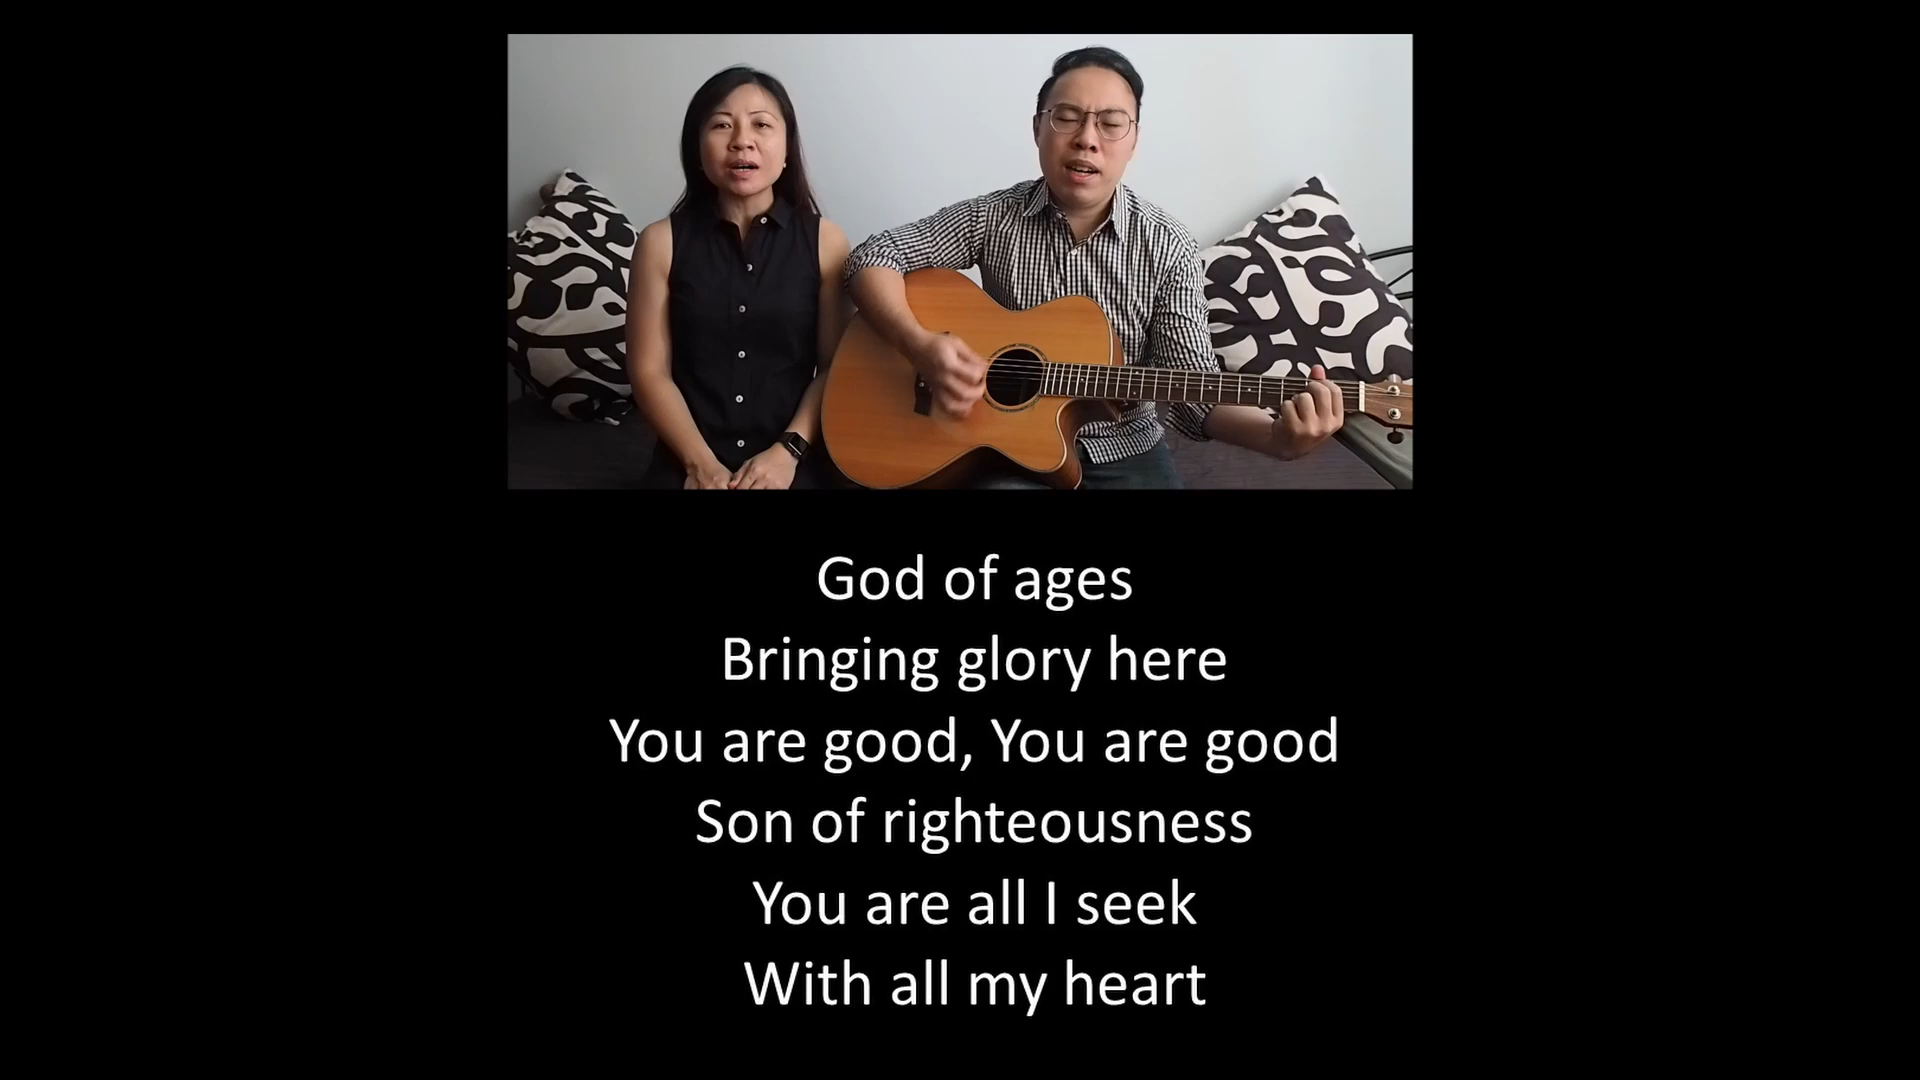 God of ages
Bringing glory here
You are good, You are good
Son of righteousness
You are all I seek
With all my heart